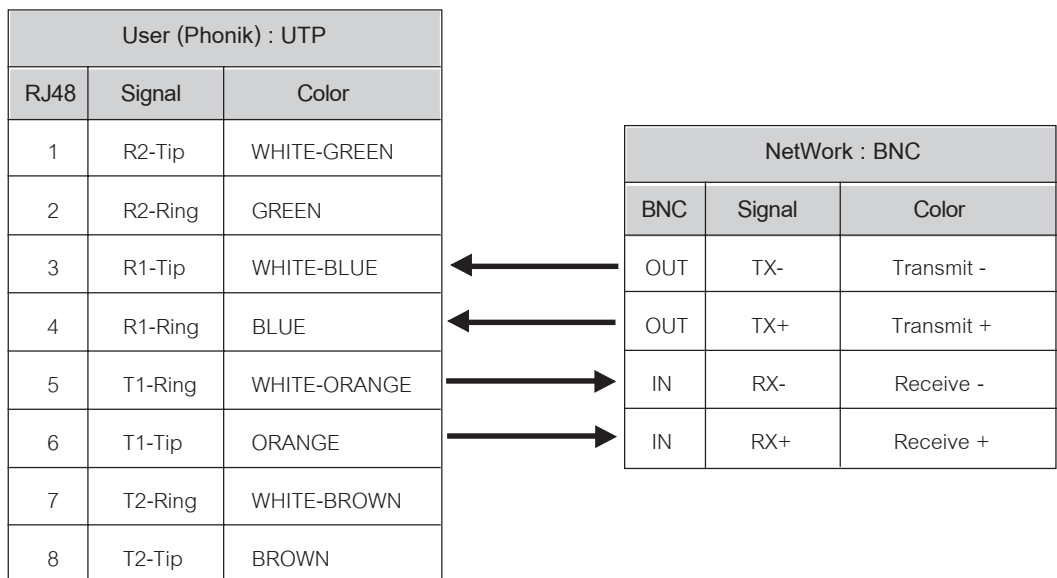 User (Phonik) : UTP
RJ48 Signal Color
1 R2-Tip WHITE-GREEN
2 R2-Ring GREEN
3 R1-Tip WHITE-BLUE
4 R1-Ring BLUE
5 T1-Ring WHITE-ORANGE
6 T1-Tip ORANGE
7 T2-Ring WHITE-BROWN
8 T2-Tip BROWN
NetWork : BNC
BNC Signal Color
OUT TX- Transmit -
OUT TX+ Transmit +
IN RX- Receive -
IN RX+ Receive +